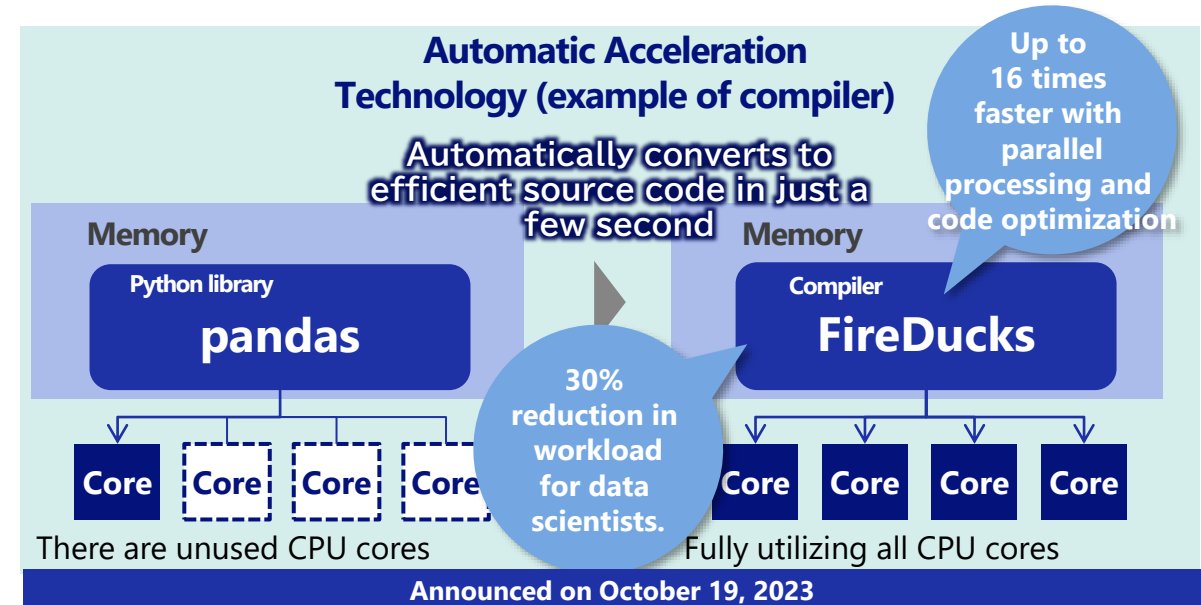 Automatic Acceleration
Technology (example of compiler)
Up to
16 times
faster with
parallel
processing and
code optimization
Automatically converts to
efficient source code in just a
few second
Memory
Python library
pandas
Memory
Compiler
FireDucks
30%
reduction in
workload
for data
scientists.
Core Core Core Core
Core Core Core Core
There are unused CPU cores
Fully utilizing all CPU cores
Announced on October 19, 2023